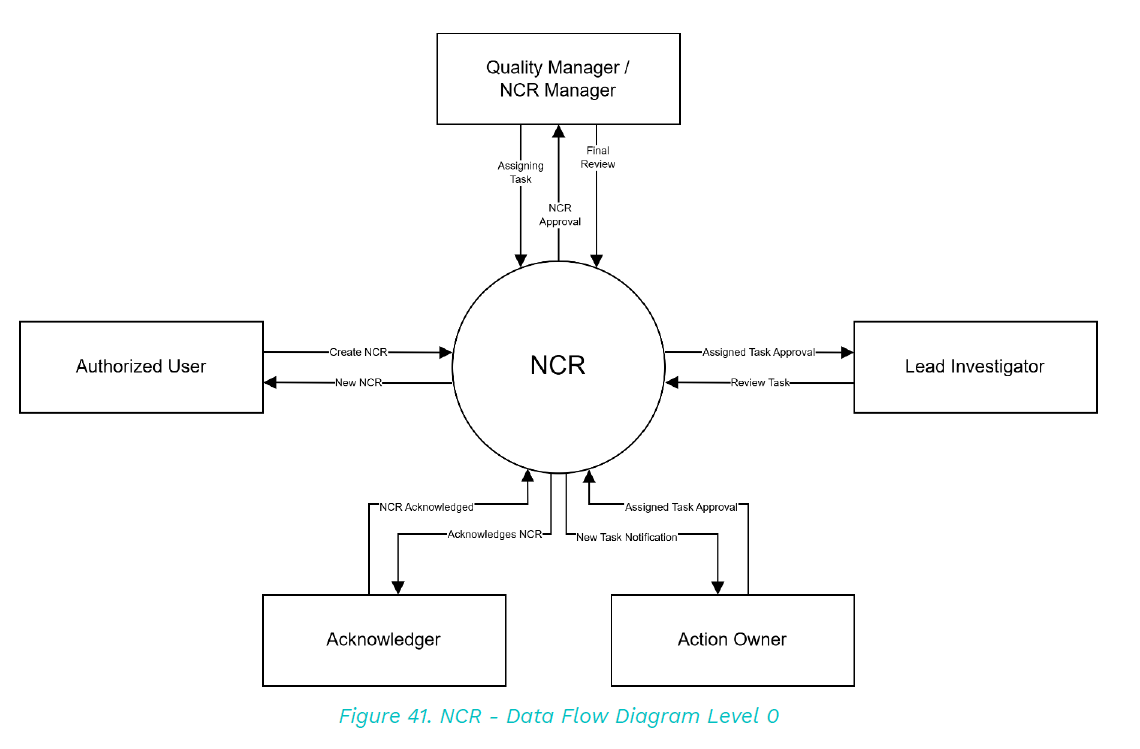 Quality Manager /
NCR Manager
Assigning
Task
Final
Review
NCR
Approval
Authorized User
Create NCR
New NCR
NCR
Assigned Task Approval
Review Task
Lead Investigator
NCR Acknowledged
Acknowledges NCR
Assigned Task Approval
New Task Notification
Acknowledger
Action Owner
Figure 41. NCR - Data Flow Diagram Level 0